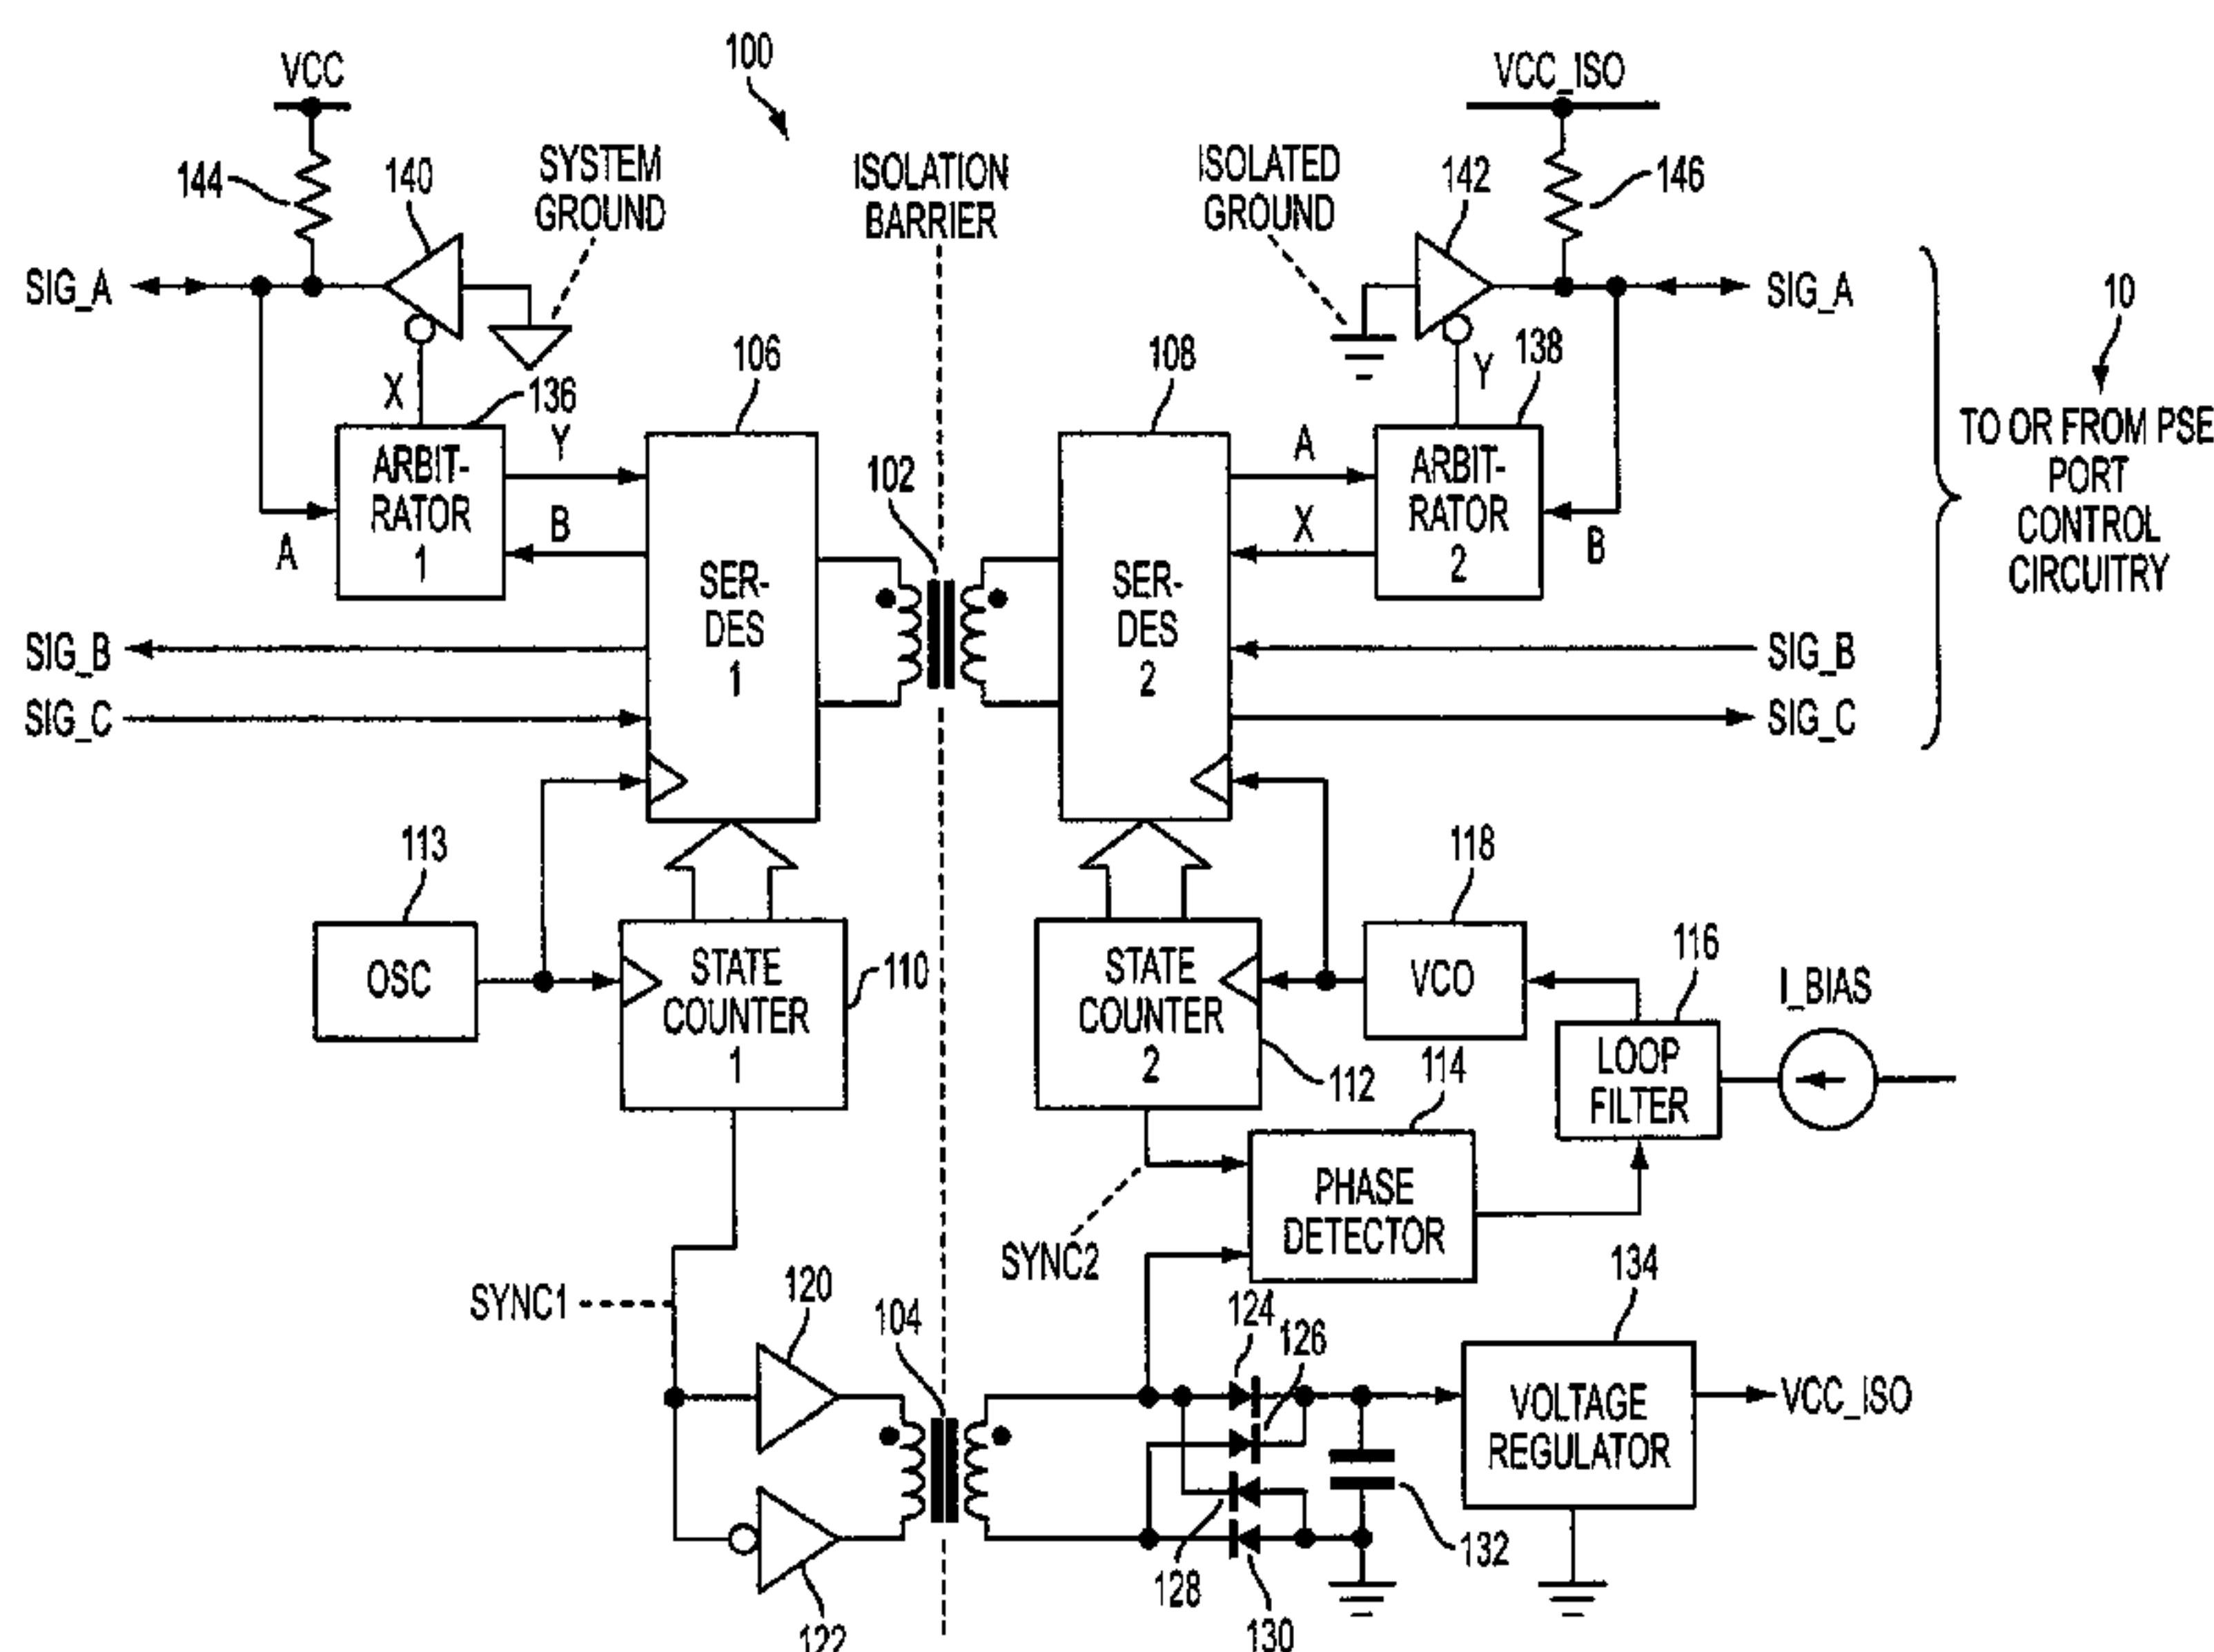 100
VCC
VCC_ISO
144
140
SYSTEM
GROUND
ISOLATION
BARRIER
ISOLATED
GROUND
142
146
SIG_A
SIG_A
10
TO OR FROM PSE
PORT
CONTROL
CIRCUITRY
X
136
106
108
Y
138
ARBIT-
RATOR
1
A
Y
B
SER-
DES
1
102
SER-
DES
2
A
X
ARBIT-
RATOR
2
B
SIG_B
SIG_B
SIG_C
SIG_C
113
OSC
STATE
COUNTER
1
110
STATE
COUNTER
2
112
118
VCO
116
LOOP
FILTER
I_BIAS
114
PHASE
DETECTOR
SYNC2
SYNC1
120
104
124
126
134
VOLTAGE
REGULATOR
VCC_ISO
122
128
130
132